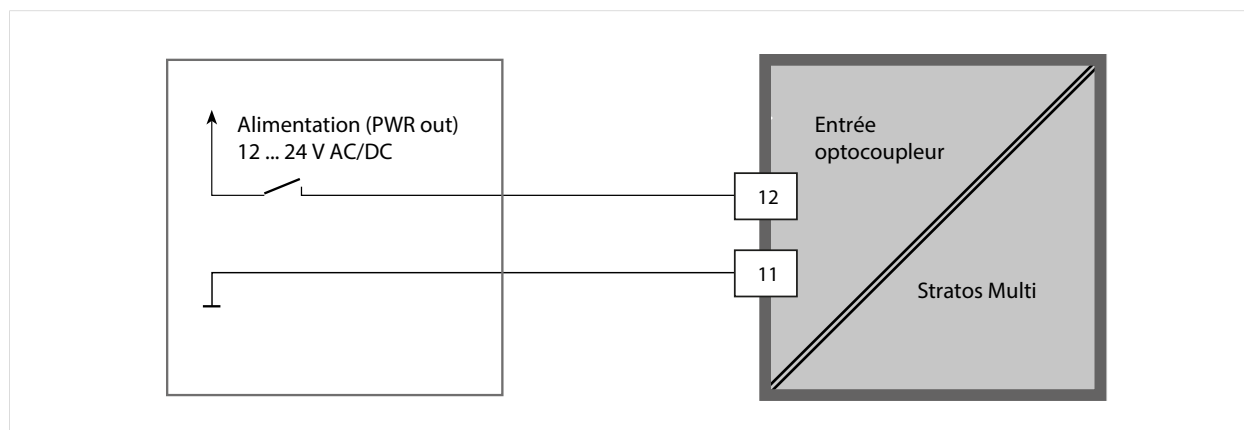 Alimentation (PWR out)
12 ... 24 V AC/DC
Entrée
optocoupleur
12
11
Stratos Multi